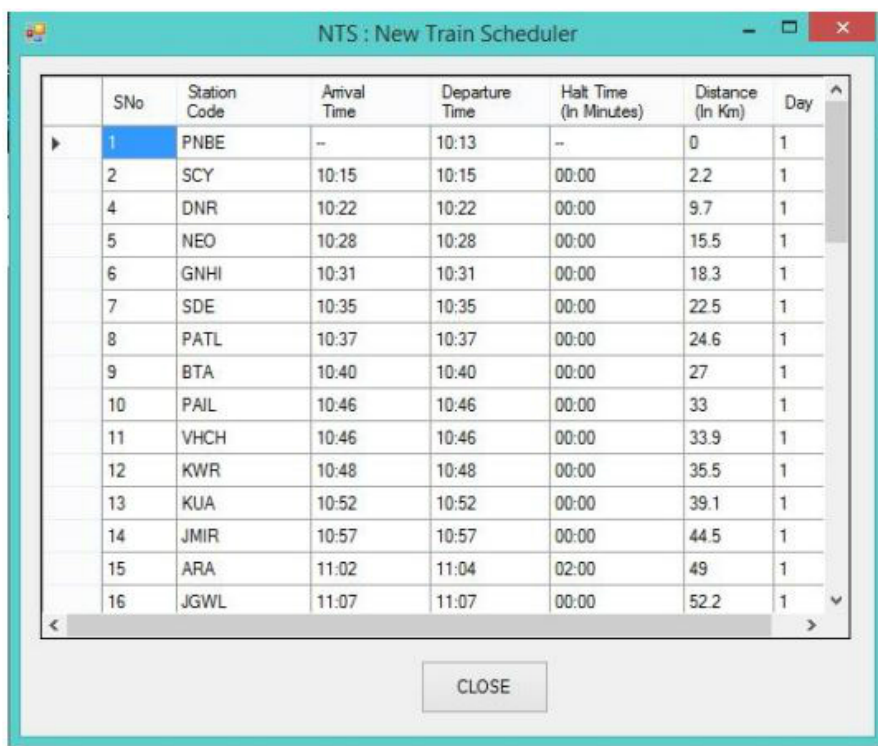 NTS : New Train Scheduler
SNo Station Code Arrival Time Departure Time Halt Time (In Minutes) Distance (In Km) Day
1 PNBE -- 10:13 -- 0 1
2 SCY 10:15 10:15 00:00 2.2 1
4 DNR 10:22 10:22 00:00 9.7 1
5 NEO 10:28 10:28 00:00 15.5 1
6 GNHI 10:31 10:31 00:00 18.3 1
7 SDE 10:35 10:35 00:00 22.5 1
8 PATL 10:37 10:37 00:00 24.6 1
9 BTA 10:40 10:40 00:00 27 1
10 PAIL 10:46 10:46 00:00 33 1
11 VHCH 10:46 10:46 00:00 33.9 1
12 KWR 10:48 10:48 00:00 35.5 1
13 KUA 10:52 10:52 00:00 39.1 1
14 JMIR 10:57 10:57 00:00 44.5 1
15 ARA 11:02 11:04 02:00 49 1
16 JGWL 11:07 11:07 00:00 52.2 1
CLOSE